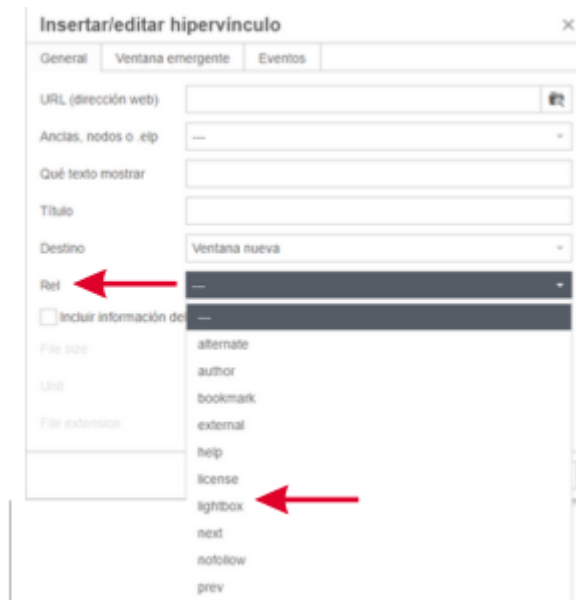 Insertar/editar hipervínculo ×
General Ventana emergente Eventos
URL (dirección web)
Anclas, nodos o .elp ---
Qué texto mostrar
Título
Destino Ventana nueva
Rel ---
Incluir información del
---
File size
alternate
author
Unit
bookmark
File extension
external
help
license
lightbox
next
nofollow
prev